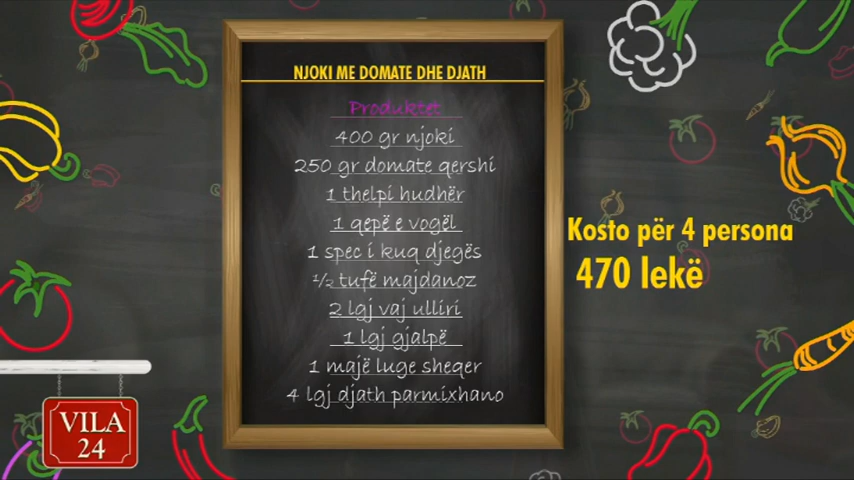 NJOKI ME DOMATE DHE DJATH
Produktet
400 gr njoki
250 gr domate qershi
1 thelpi hudhër
1 qepë e vogël
1 spec i kuq djegës
½ tufë majdanoz
2 lgj vaj ulliri
1 lgj gjalpë
1 majë luge sheqer
4 lgj djath parmixhano
Kosto për 4 persona
470 lekë
VILA
24